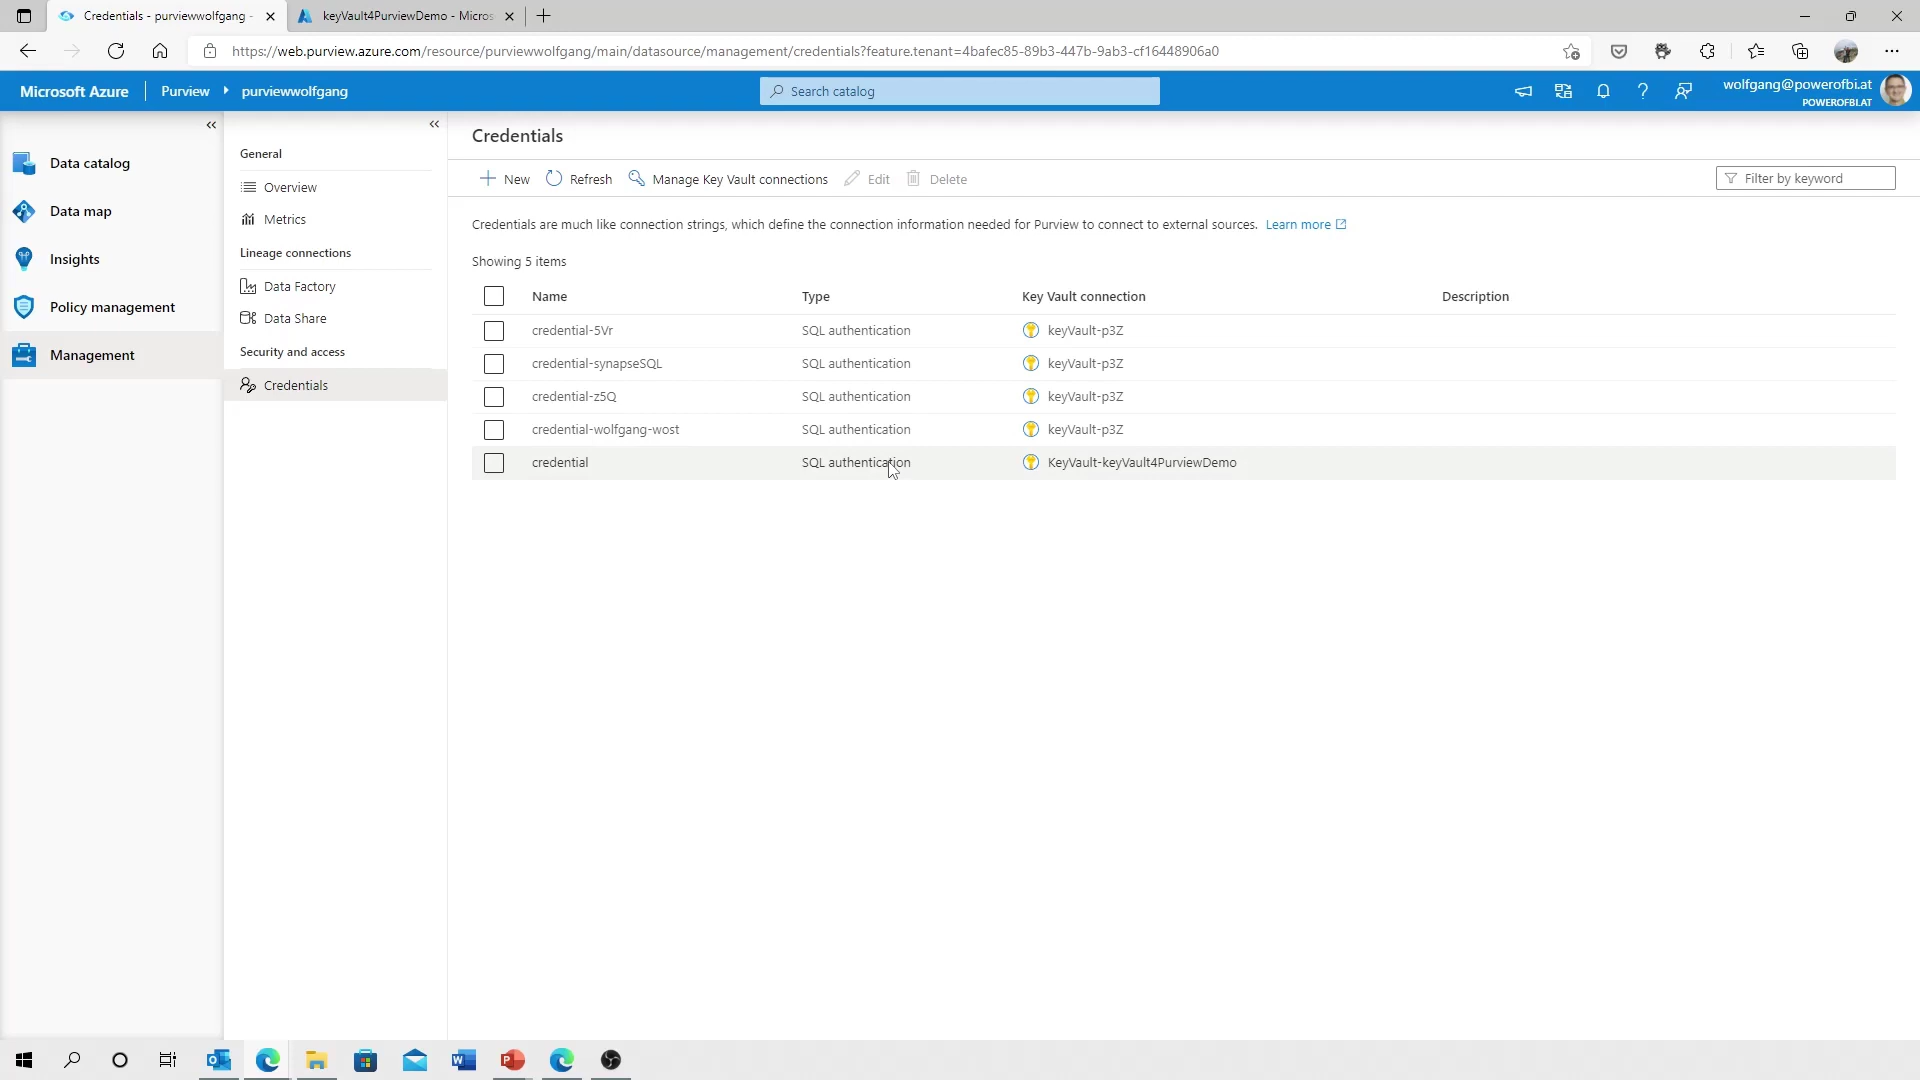 Credentials - purviewwolfgang -
keyVault4PurviewDemo - Micros
https://web.purview.azure.com/resource/purviewwolfgang/main/datasource/management/credentials?feature.tenant=4bafec85-89b3-447b-9ab3-cf16448906a0
Microsoft Azure
Purview
purviewwolfgang
Search catalog
wolfgang@powerofbi.at
POWEROFBI.AT
Data catalog
Data map
Insights
Policy management
Management
General
Overview
Metrics
Lineage connections
Data Factory
Data Share
Security and access
Credentials
Credentials
New
Refresh
Manage Key Vault connections
Edit
Delete
Filter by keyword
Credentials are much like connection strings, which define the connection information needed for Purview to connect to external sources. Learn more
Showing 5 items
Name Type Key Vault connection Description
credential-5Vr SQL authentication keyVault-p3Z
credential-synapseSQL SQL authentication keyVault-p3Z
credential-z5Q SQL authentication keyVault-p3Z
credential-wolfgang-wost SQL authentication keyVault-p3Z
credential SQL authentication KeyVault-keyVault4PurviewDemo